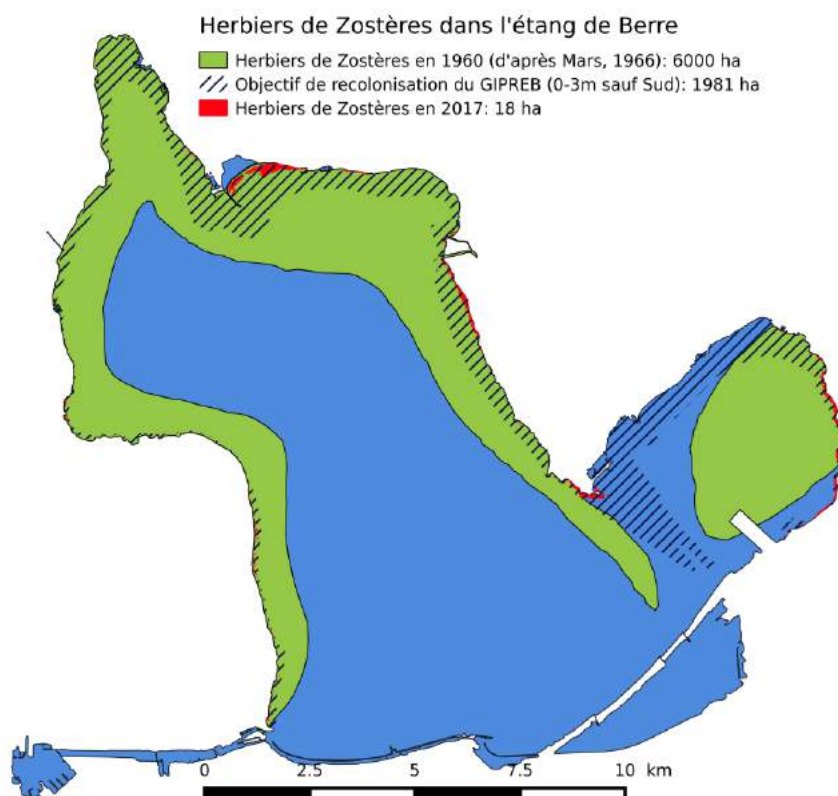 Herbiers de Zostères dans l'étang de Berre
Herbiers de Zostères en 1960 (d'après Mars, 1966): 6000 ha
Objectif de recolonisation du GIPREB (0-3m sauf Sud): 1981 ha
Herbiers de Zostères en 2017: 18 ha
0 2.5 5 7.5 10 km